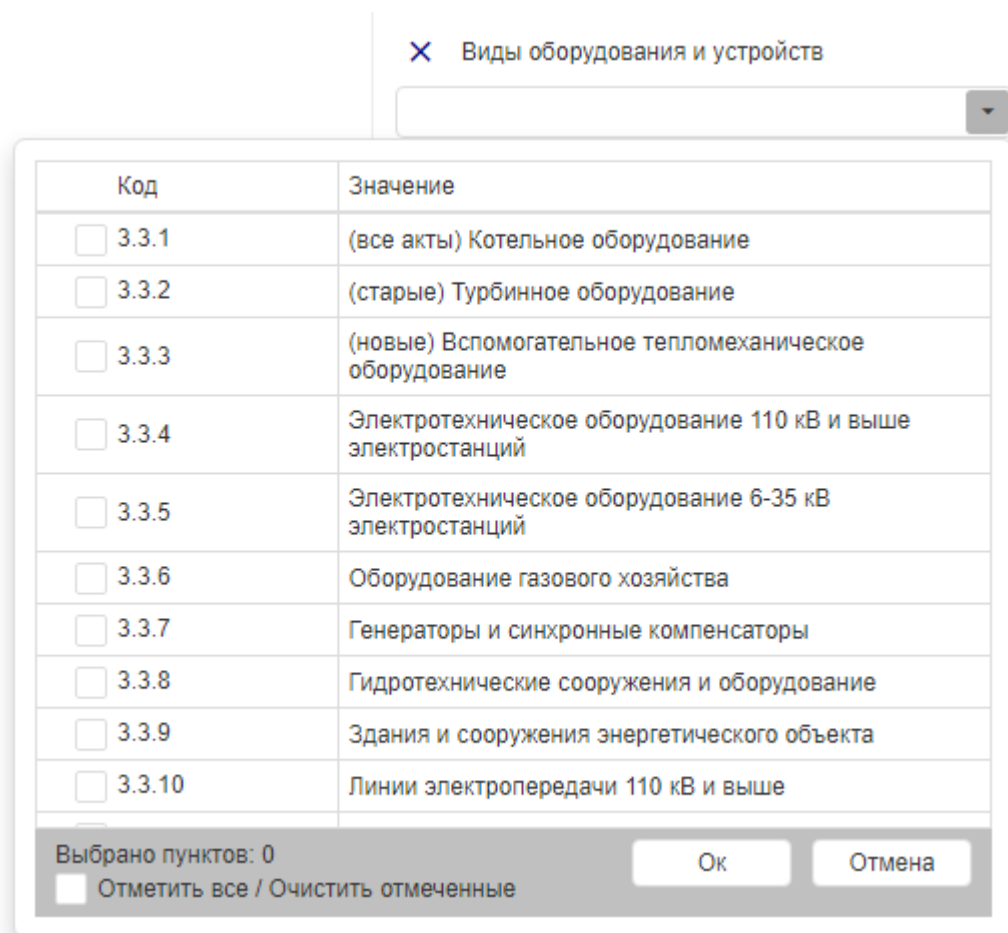 Виды оборудования и устройств
Код Значение
3.3.1 (все акты) Котельное оборудование
3.3.2 (старые) Турбинное оборудование
3.3.3 (новые) Вспомогательное тепломеханическое
оборудование
3.3.4 Электротехническое оборудование 110 кВ и выше
электростанций
3.3.5 Электротехническое оборудование 6-35 кВ
электростанций
3.3.6 Оборудование газового хозяйства
3.3.7 Генераторы и синхронные компенсаторы
3.3.8 Гидротехнические сооружения и оборудование
3.3.9 Здания и сооружения энергетического объекта
3.3.10 Линии электропередачи 110 кВ и выше
Выбрано пунктов: 0
Отметить все / Очистить отмеченные
Ок Отмена